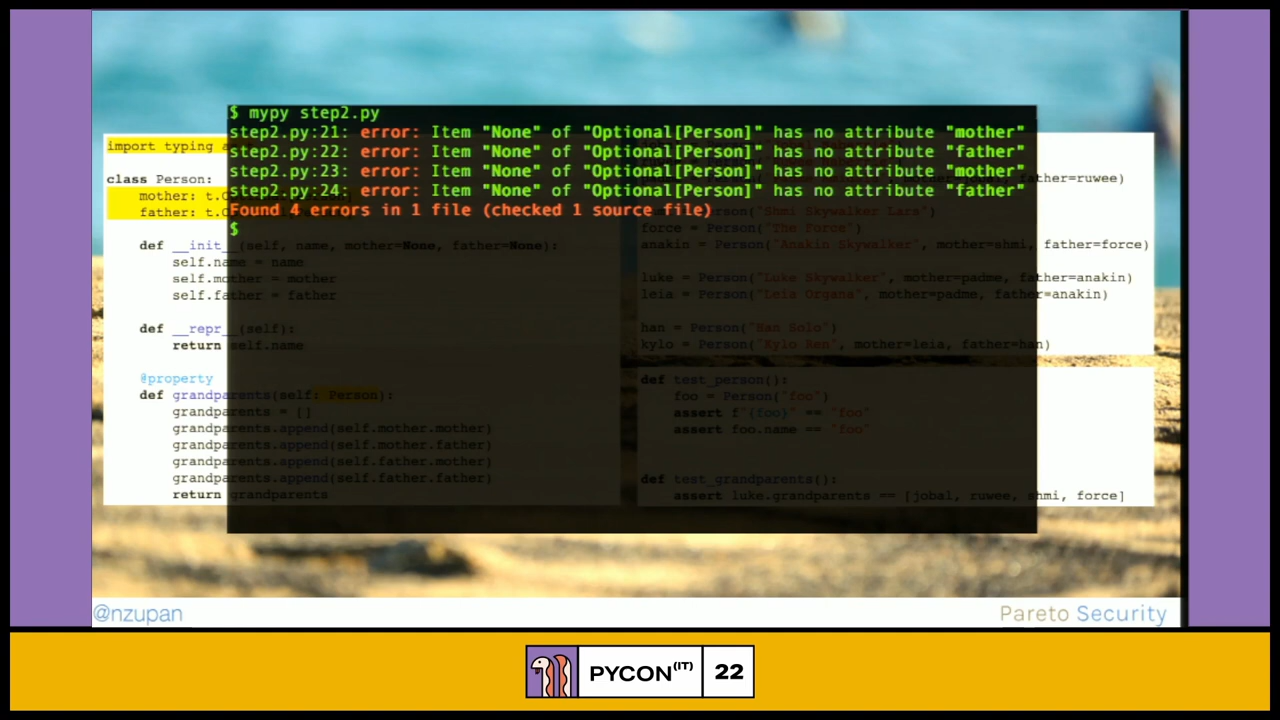 $ mypy step2.py
step2.py:21: error: Item "None" of "Optional[Person]" has no attribute "mother"
step2.py:22: error: Item "None" of "Optional[Person]" has no attribute "father"
step2.py:23: error: Item "None" of "Optional[Person]" has no attribute "mother"
step2.py:24: error: Item "None" of "Optional[Person]" has no attribute "father"
Found 4 errors in 1 file (checked 1 source file)
$
import typing
class Person:
mother:
father:
def __init__(self, name, mother=None, father=None):
self.name = name
self.mother = mother
self.father = father
def __repr__(self):
return self.name
@property
def grandparents(self: Person):
grandparents = []
grandparents.append(self.mother.mother)
grandparents.append(self.mother.father)
grandparents.append(self.father.mother)
grandparents.append(self.father.father)
return grandparents
father=ruwee)
Person("Shmi Skywalker Lars")
force = Person("The Force")
anakin = Person("Anakin Skywalker", mother=shmi, father=force)
luke = Person("Luke Skywalker", mother=padme, father=anakin)
leia = Person("Leia Organa", mother=padme, father=anakin)
han = Person("Han Solo")
kylo = Person("Kylo Ren", mother=leia, father=han)
def test_person():
foo = Person("foo")
assert f"{foo}" == "foo"
assert foo.name == "foo"
def test_grandparents():
assert luke.grandparents == [jobal, ruwee, shmi, force]
@nzupan
Pareto Security
PYCON(IT) 22